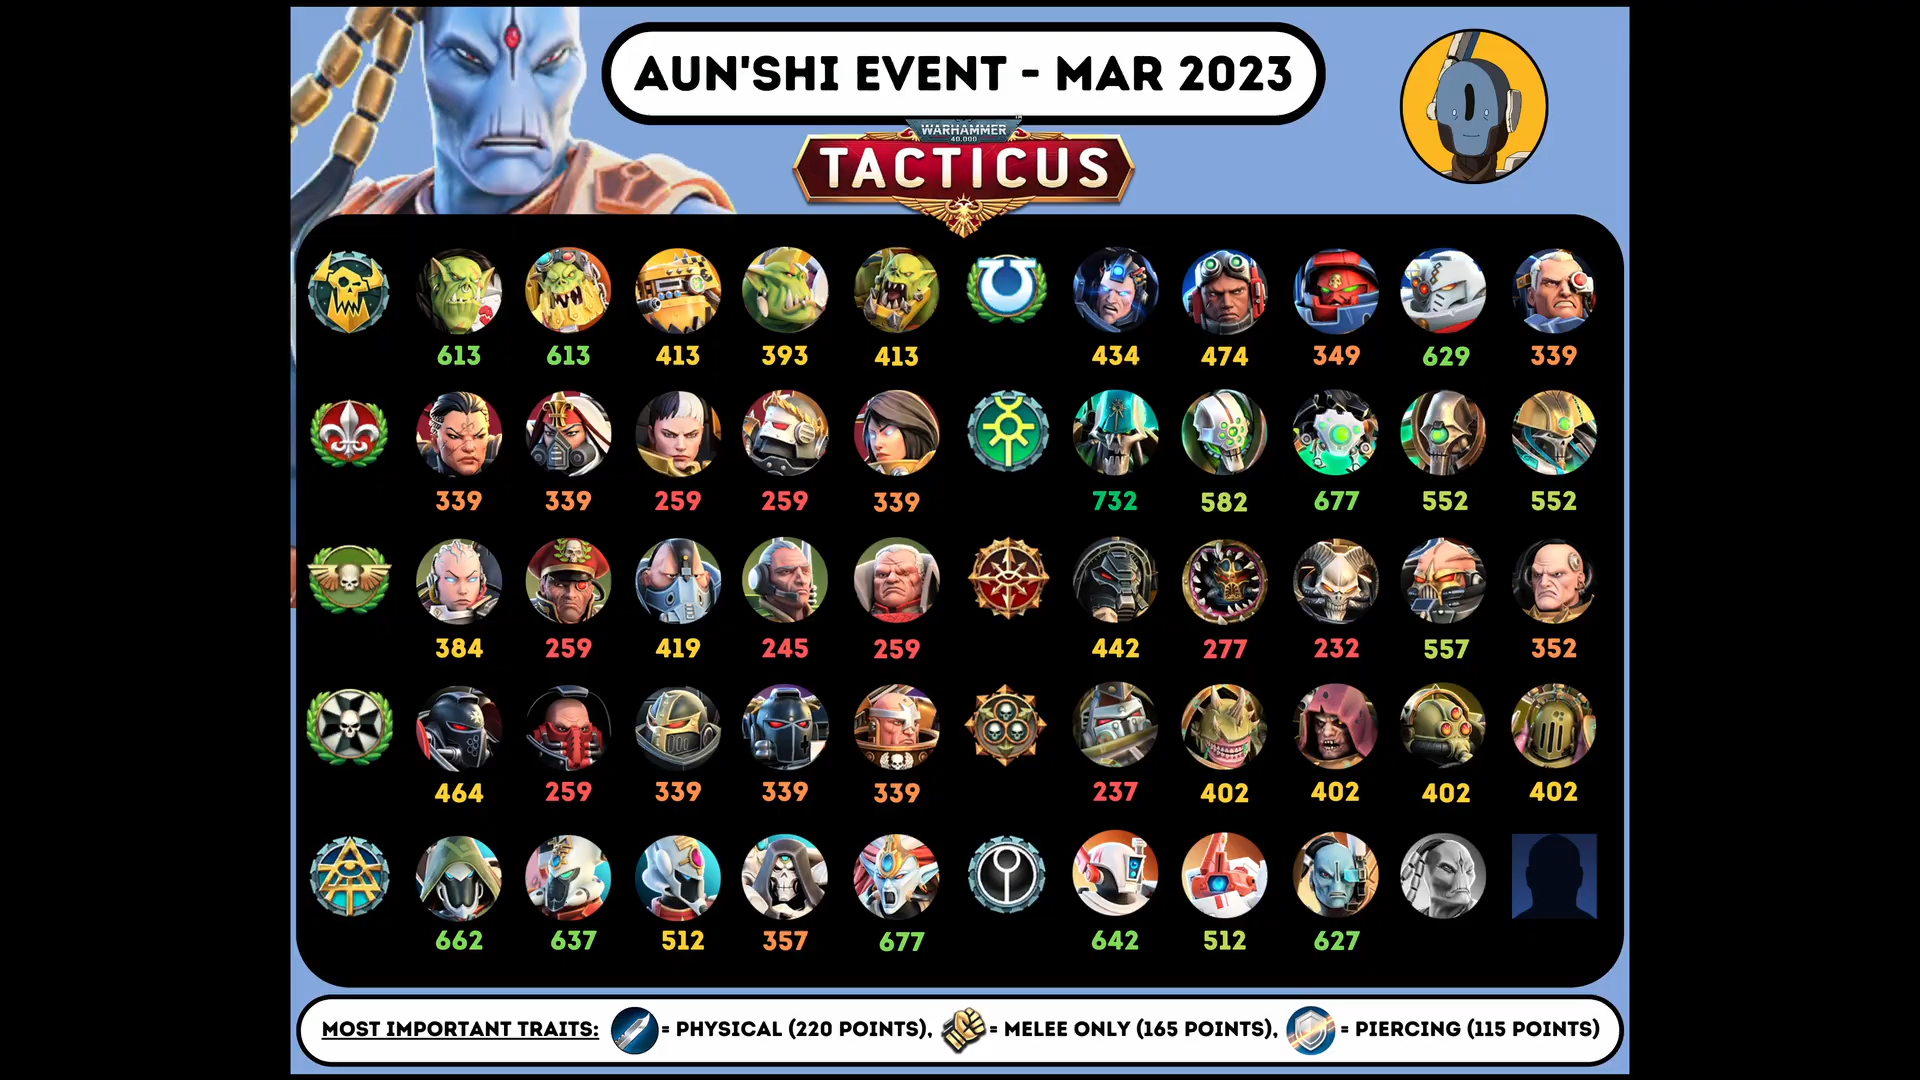 AUN'SHI EVENT - MAR 2023
WARHAMMER
40,000
TACTICUS
613 613 413 393 413 434 474 349 629 339
339 339 259 259 339 732 582 677 552 552
384 259 419 245 259 442 277 232 557 352
464 259 339 339 339 237 402 402 402 402
662 637 512 357 677 642 512 627
MOST IMPORTANT TRAITS: = PHYSICAL (220 POINTS), = MELEE ONLY (165 POINTS), = PIERCING (115 POINTS)